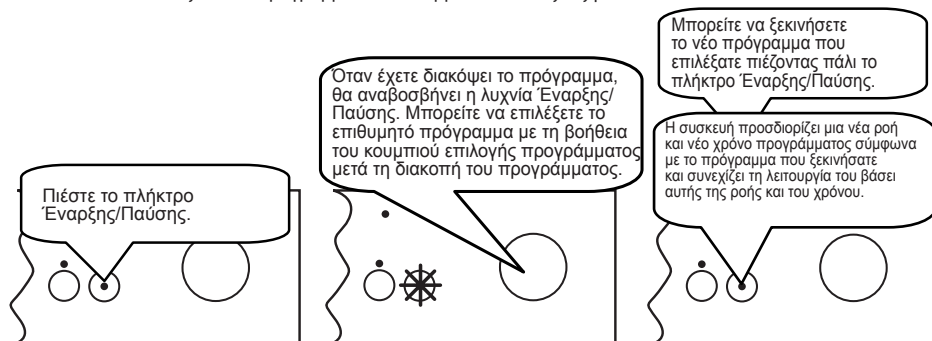 Πιέστε το πλήκτρο
Έναρξης/Παύσης.
Όταν έχετε διακόψει το πρόγραμμα,
θα αναβοσβήνει η λυχνία Έναρξης/
Παύσης. Μπορείτε να επιλέξετε το
επιθυμητό πρόγραμμα με τη βοήθεια
του κουμπιού επιλογής προγράμματος
μετά τη διακοπή του προγράμματος.
Μπορείτε να ξεκινήσετε
το νέο πρόγραμμα που
επιλέξατε πιέζοντας πάλι το
πλήκτρο Έναρξης/Παύσης.
Η συσκευή προσδιορίζει μια νέα ροή
και νέο χρόνο προγράμματος σύμφωνα
με το πρόγραμμα που ξεκινήσατε
και συνεχίζει τη λειτουργία του βάσει
αυτής της ροής και του χρόνου.